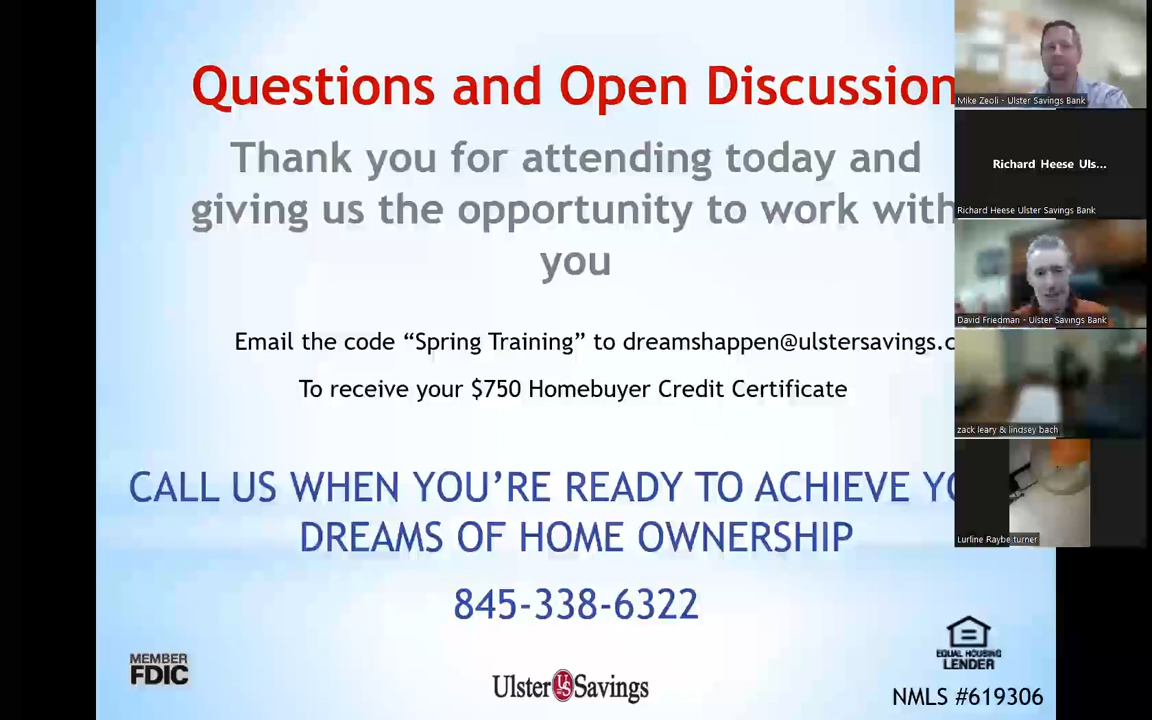 Questions and Open Discussion
Thank you for attending today and
giving us the opportunity to work with
you
Email the code “Spring Training” to dreamshappen@ulstersavings.c
To receive your $750 Homebuyer Credit Certificate
CALL US WHEN YOU’RE READY TO ACHIEVE YO
DREAMS OF HOME OWNERSHIP
845-338-6322
MEMBER
FDIC
Ulster US Savings
EQUAL HOUSING
LENDER
NMLS #619306
Mike Zeoli - Ulster Savings Bank
Richard Heese Uls...
Richard Heese Ulster Savings Bank
David Friedman - Ulster Savings Bank
zack leary & lindsey bach
Lurline Raybe turner